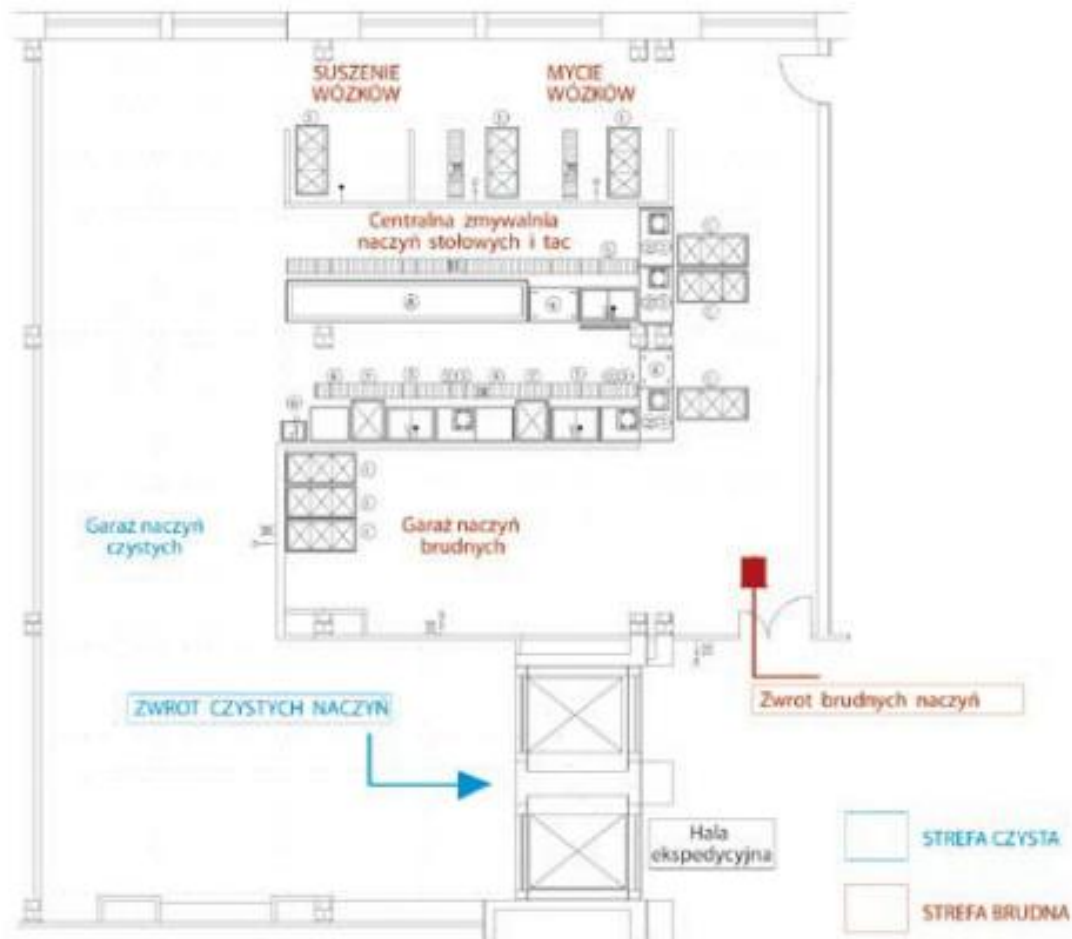 SUSZENIE
WÓZKÓW
MYCIE
WÓZKÓW
Centralna zmywalnia
naczyń stołowych i tac
Garaż naczyń
czystych
Garaż naczyń
brudnych
ZWROT CZYSTYCH NACZYŃ
Zwrot brudnych naczyń
Hala
ekspedycyjna
STREFA CZYSTA
STREFA BRUDNA